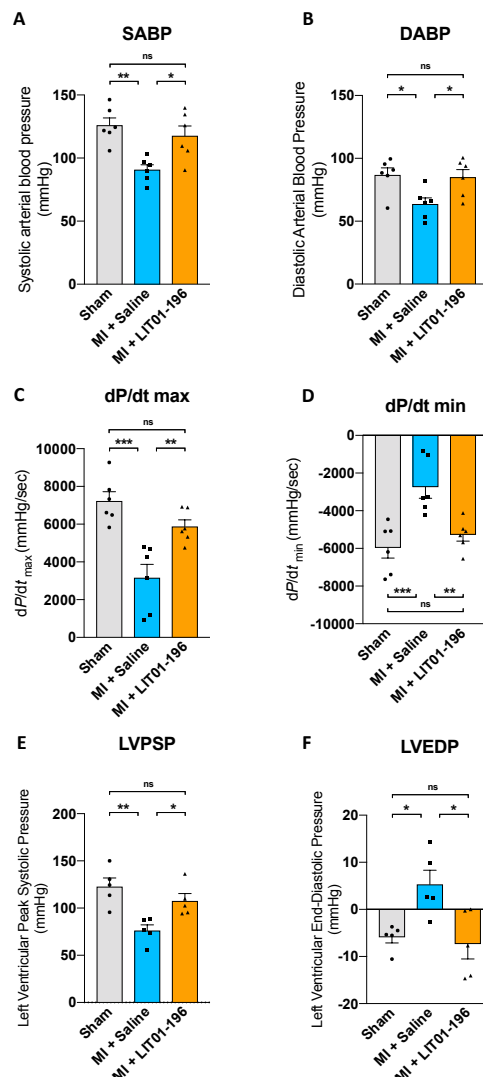 A
SABP
ns
**
*
150
100
50
0
Systolic arterial blood pressure
(mmHg)
Sham
MI + Saline
MI + LIT01-196
B
DABP
ns
*
*
150
100
50
0
Diastolic Arterial Blood Pressure
(mmHg)
Sham
MI + Saline
MI + LIT01-196
C
dP/dt max
ns
***
**
10000
8000
6000
4000
2000
0
dP/dt max (mmHg/sec)
Sham
MI + Saline
MI + LIT01-196
D
dP/dt min
0
-2000
-4000
-6000
-8000
-10000
dP/dt min (mmHg/sec)
***
**
ns
Sham
MI + Saline
MI + LIT01-196
E
LVPSP
ns
**
*
200
150
100
50
0
Left Ventricular Peak Systolic Pressure
(mmHg)
Sham
MI + Saline
MI + LIT01-196
F
LVEDP
ns
*
*
20
10
0
-10
-20
Left Ventricular End-Diastolic Pressure
(mmHg)
Sham
MI + Saline
MI + LIT01-196